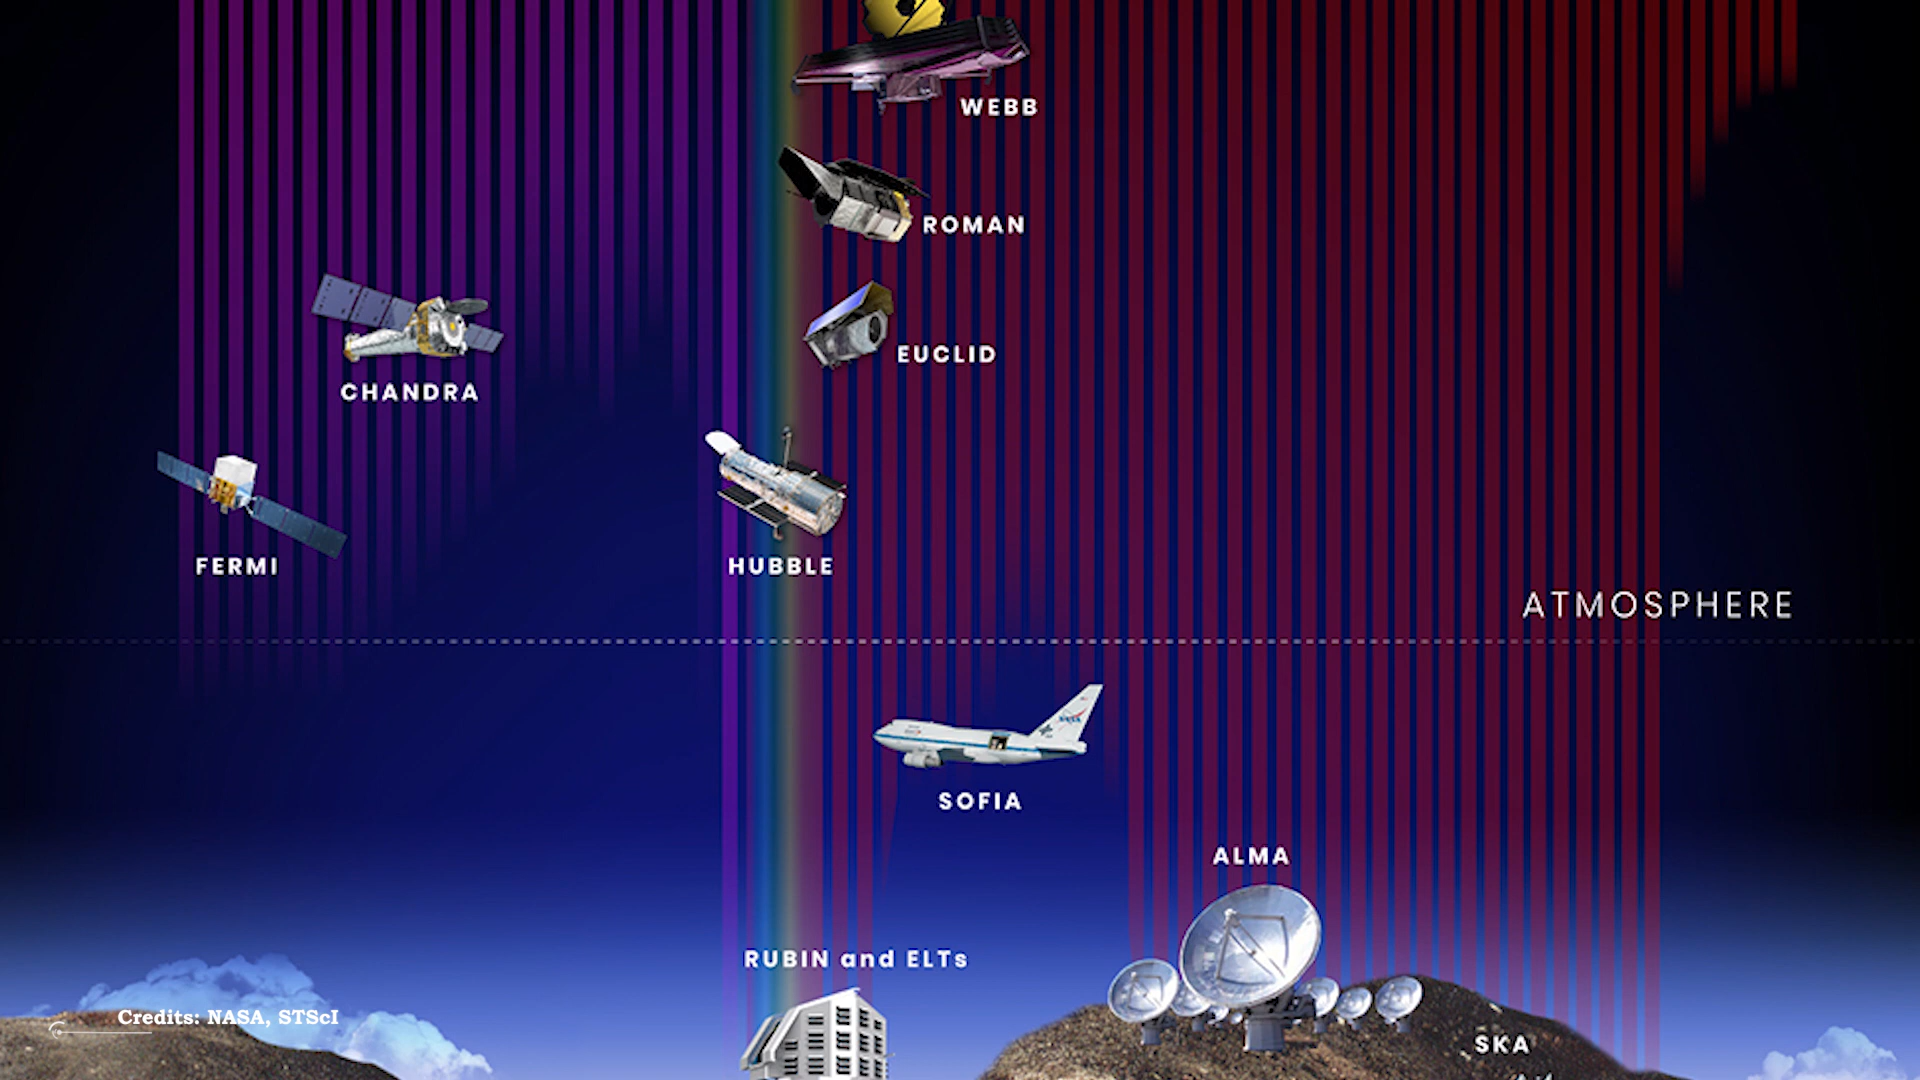 WEBB
ROMAN
EUCLID
CHANDRA
HUBBLE
FERMI
ATMOSPHERE
SOFIA
ALMA
RUBIN and ELTs
Credits: NASA, STScI
SKA